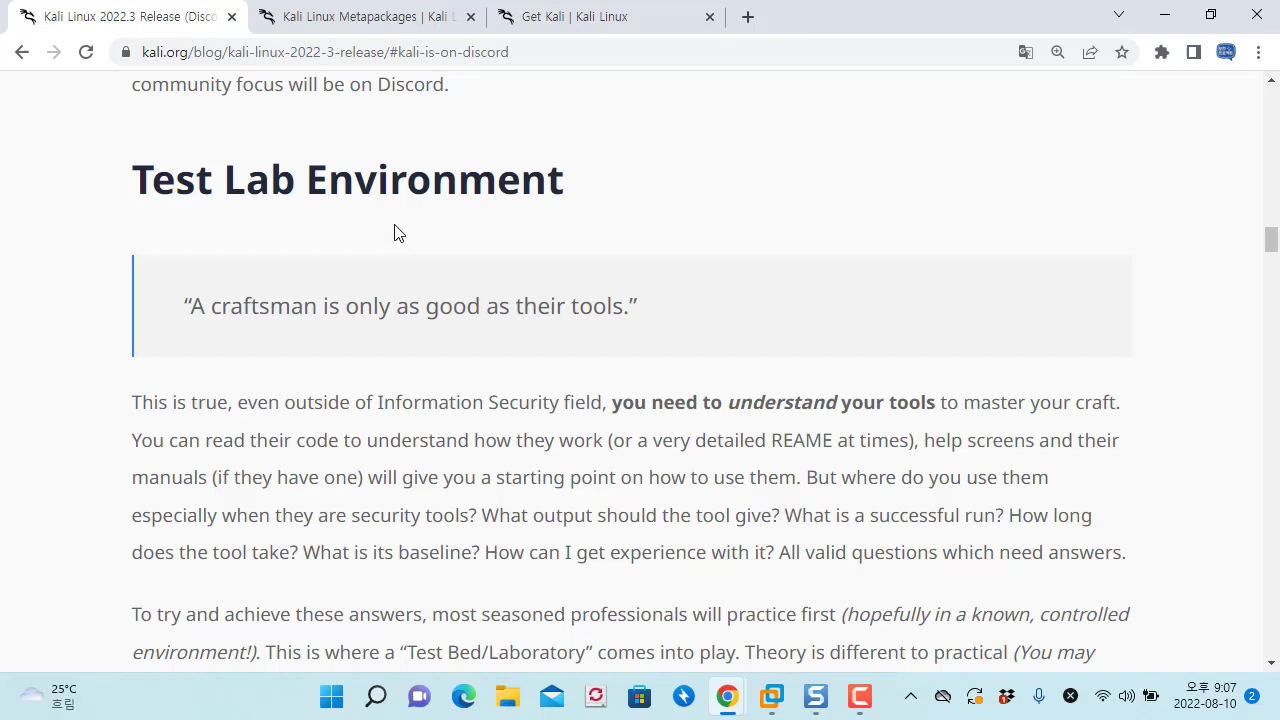 Kali Linux 2022.3 Release (Disco
Kali Linux Metapackages | Kali L
Get Kali | Kali Linux
kali.org/blog/kali-linux-2022-3-release/#kali-is-on-discord
community focus will be on Discord.
Test Lab Environment
“A craftsman is only as good as their tools.”
This is true, even outside of Information Security field, you need to understand your tools to master your craft.
You can read their code to understand how they work (or a very detailed REAME at times), help screens and their
manuals (if they have one) will give you a starting point on how to use them. But where do you use them
especially when they are security tools? What output should the tool give? What is a successful run? How long
does the tool take? What is its baseline? How can I get experience with it? All valid questions which need answers.
To try and achieve these answers, most seasoned professionals will practice first (hopefully in a known, controlled
environment!). This is where a “Test Bed/Laboratory” comes into play. Theory is different to practical (You may
25°C
흐림
오후 9:07
2022-08-10
2